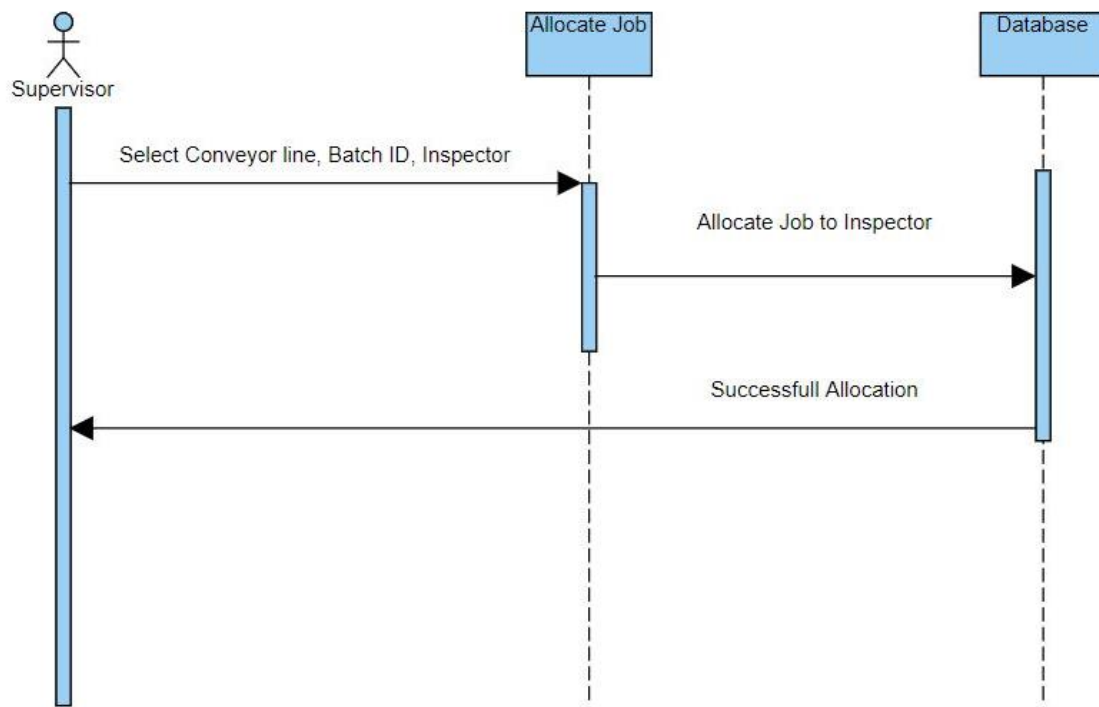 Allocate Job
Database
Supervisor
Select Conveyor line, Batch ID, Inspector
Allocate Job to Inspector
Successfull Allocation